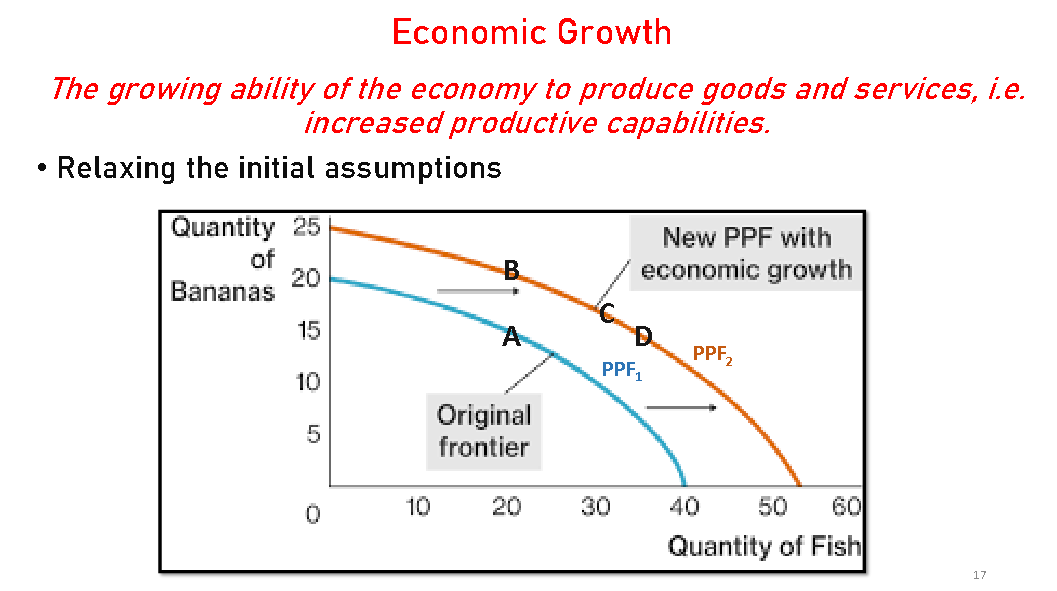 Economic Growth
The growing ability of the economy to produce goods and services, i.e.
increased productive capabilities.
• Relaxing the initial assumptions
Quantity
of
Bananas
25
20
15
10
5
0
New PPF with
economic growth
B
C
D
A
PPF2
PPF1
Original
frontier
10 20 30 40 50 60
Quantity of Fish
17